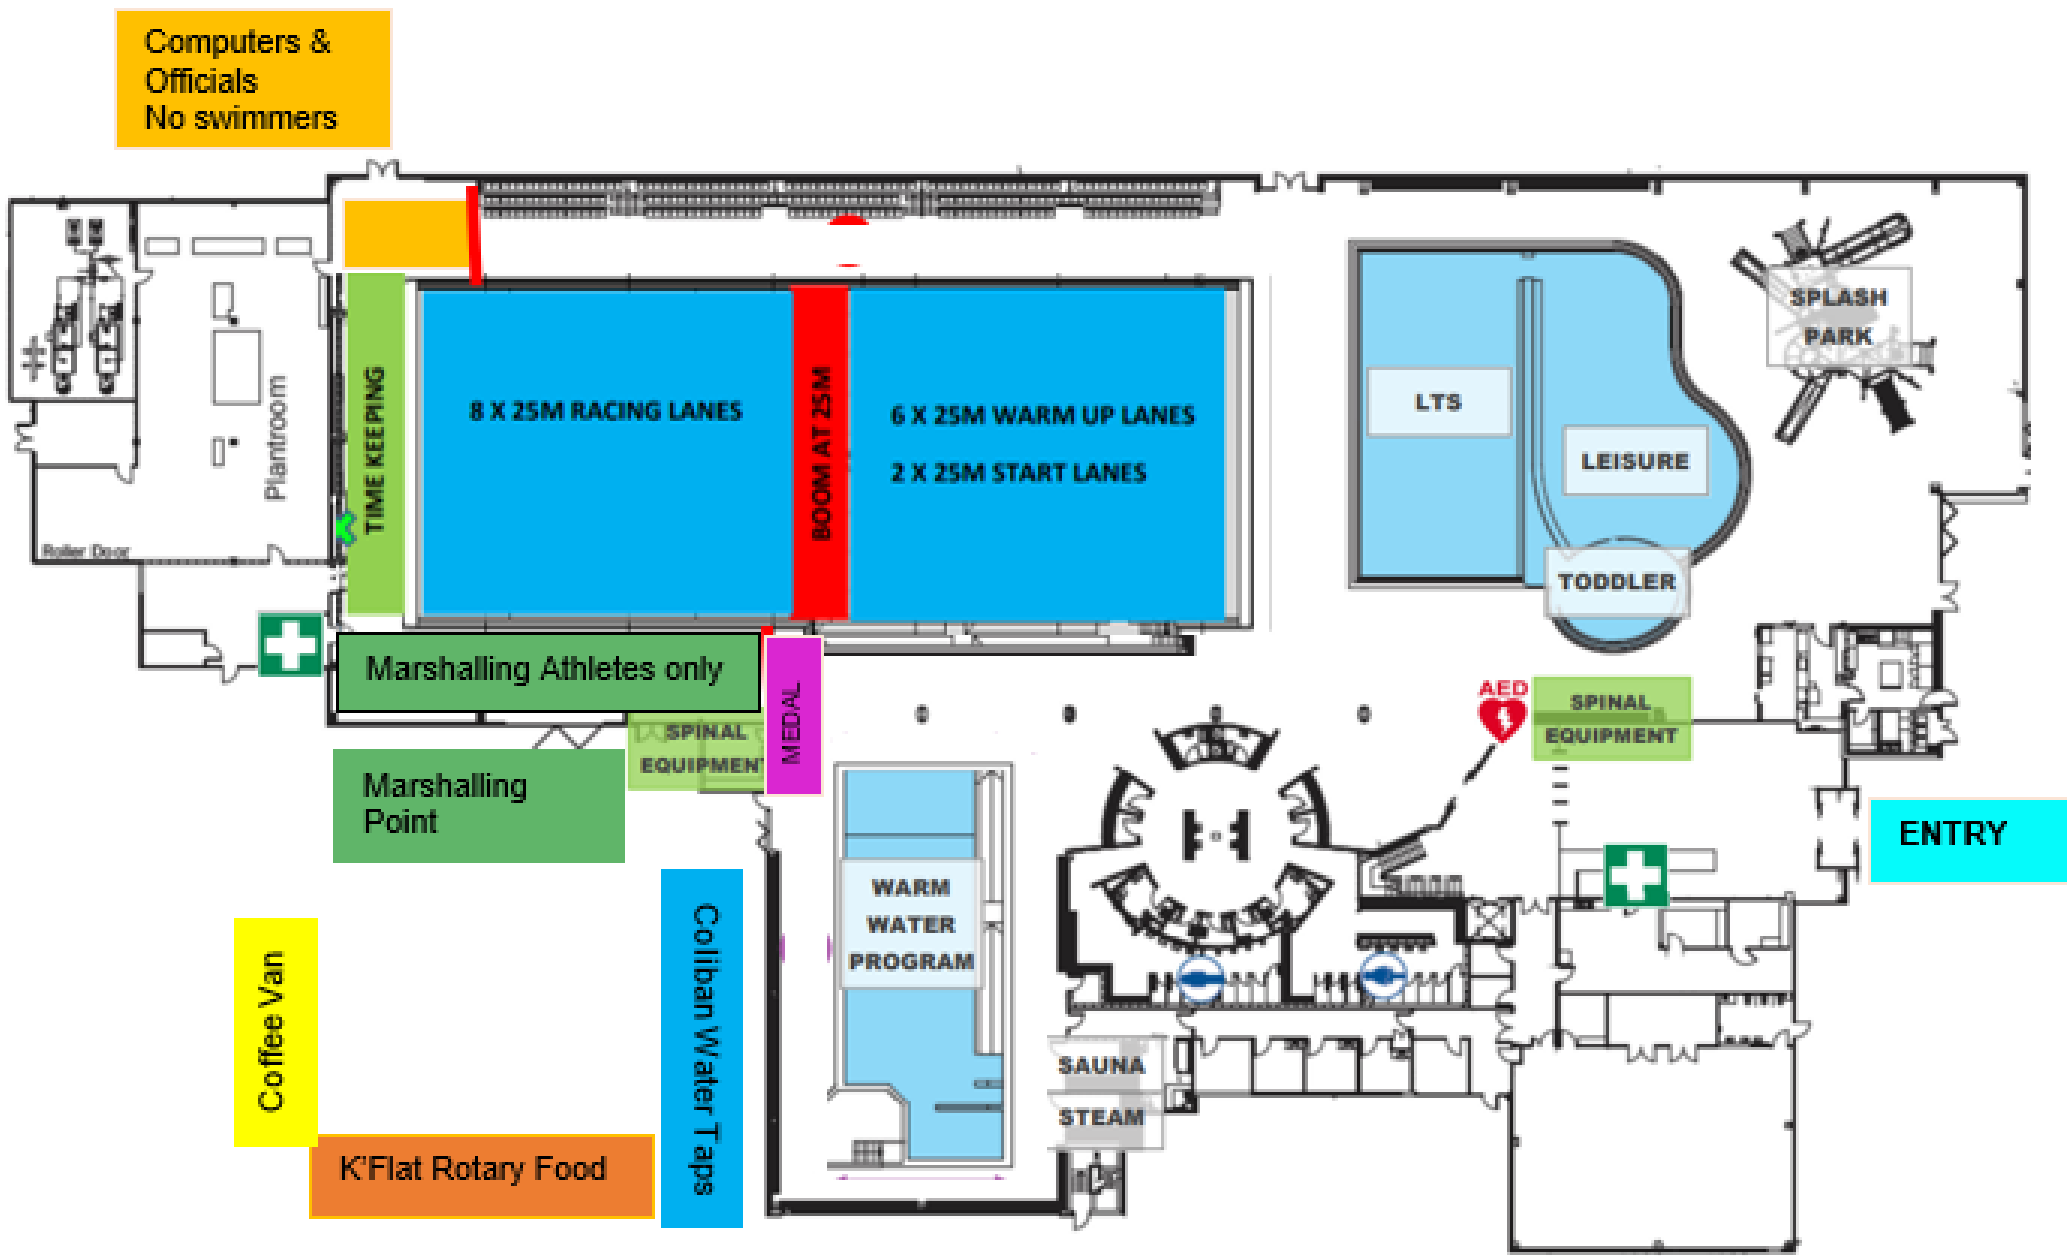 Computers &
Officials
No swimmers
Plantroom
Roller Door
TIME KEEPING
8 X 25M RACING LANES
BOOM AT 25M
6 X 25M WARM UP LANES
2 X 25M START LANES
LTS
LEISURE
TODDLER
SPLASH
PARK
Marshalling Athletes only
MEDAL
SPINAL
EQUIPMENT
Marshalling
Point
AED
SPINAL
EQUIPMENT
ENTRY
WARM
WATER
PROGRAM
Coliban Water Taps
Coffee Van
K'Flat Rotary Food
SAUNA
STEAM